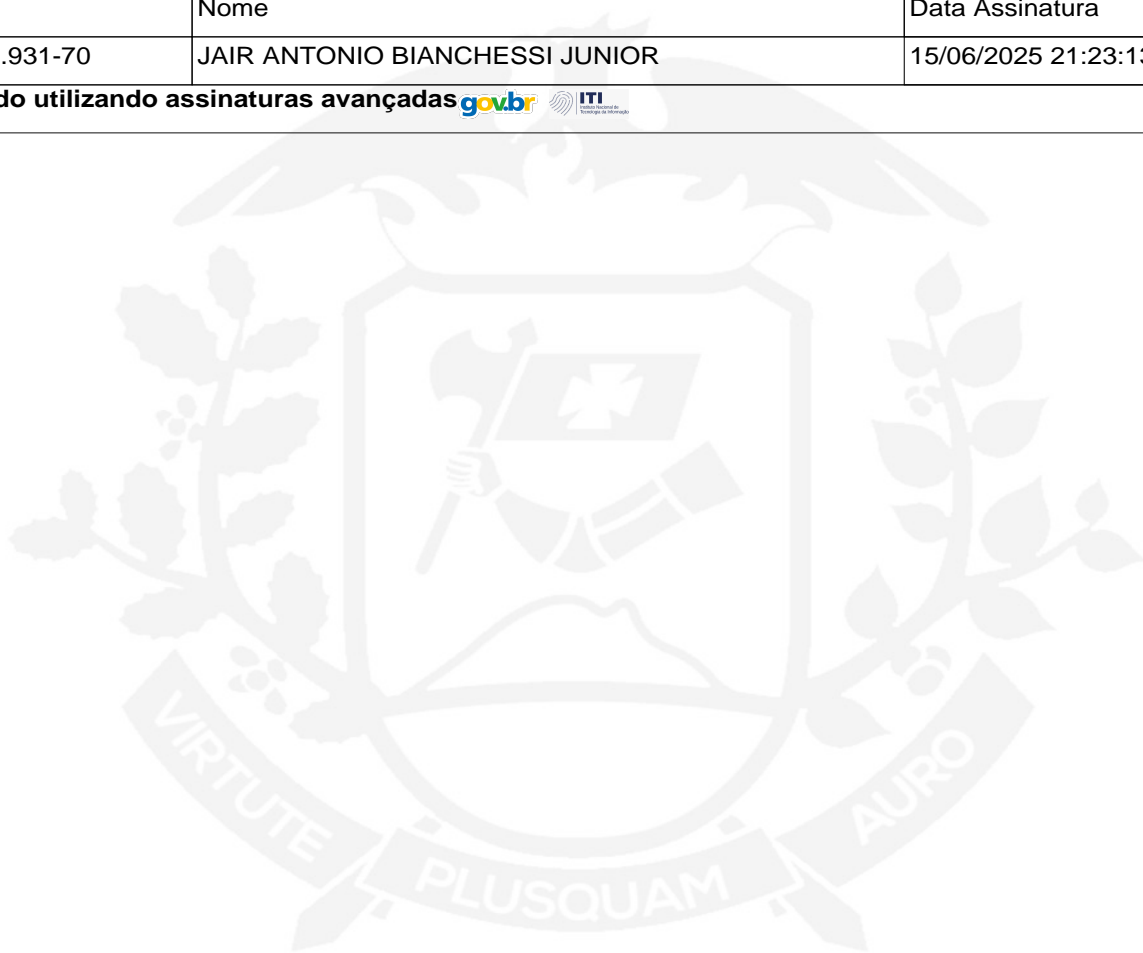 Nome Data Assinatura
.931-70 JAIR ANTONIO BIANCHESSI JUNIOR 15/06/2025 21:23:13
do utilizando assinaturas avançadas gov.br ITI
VIRTUTE PLUSQUAM AURO